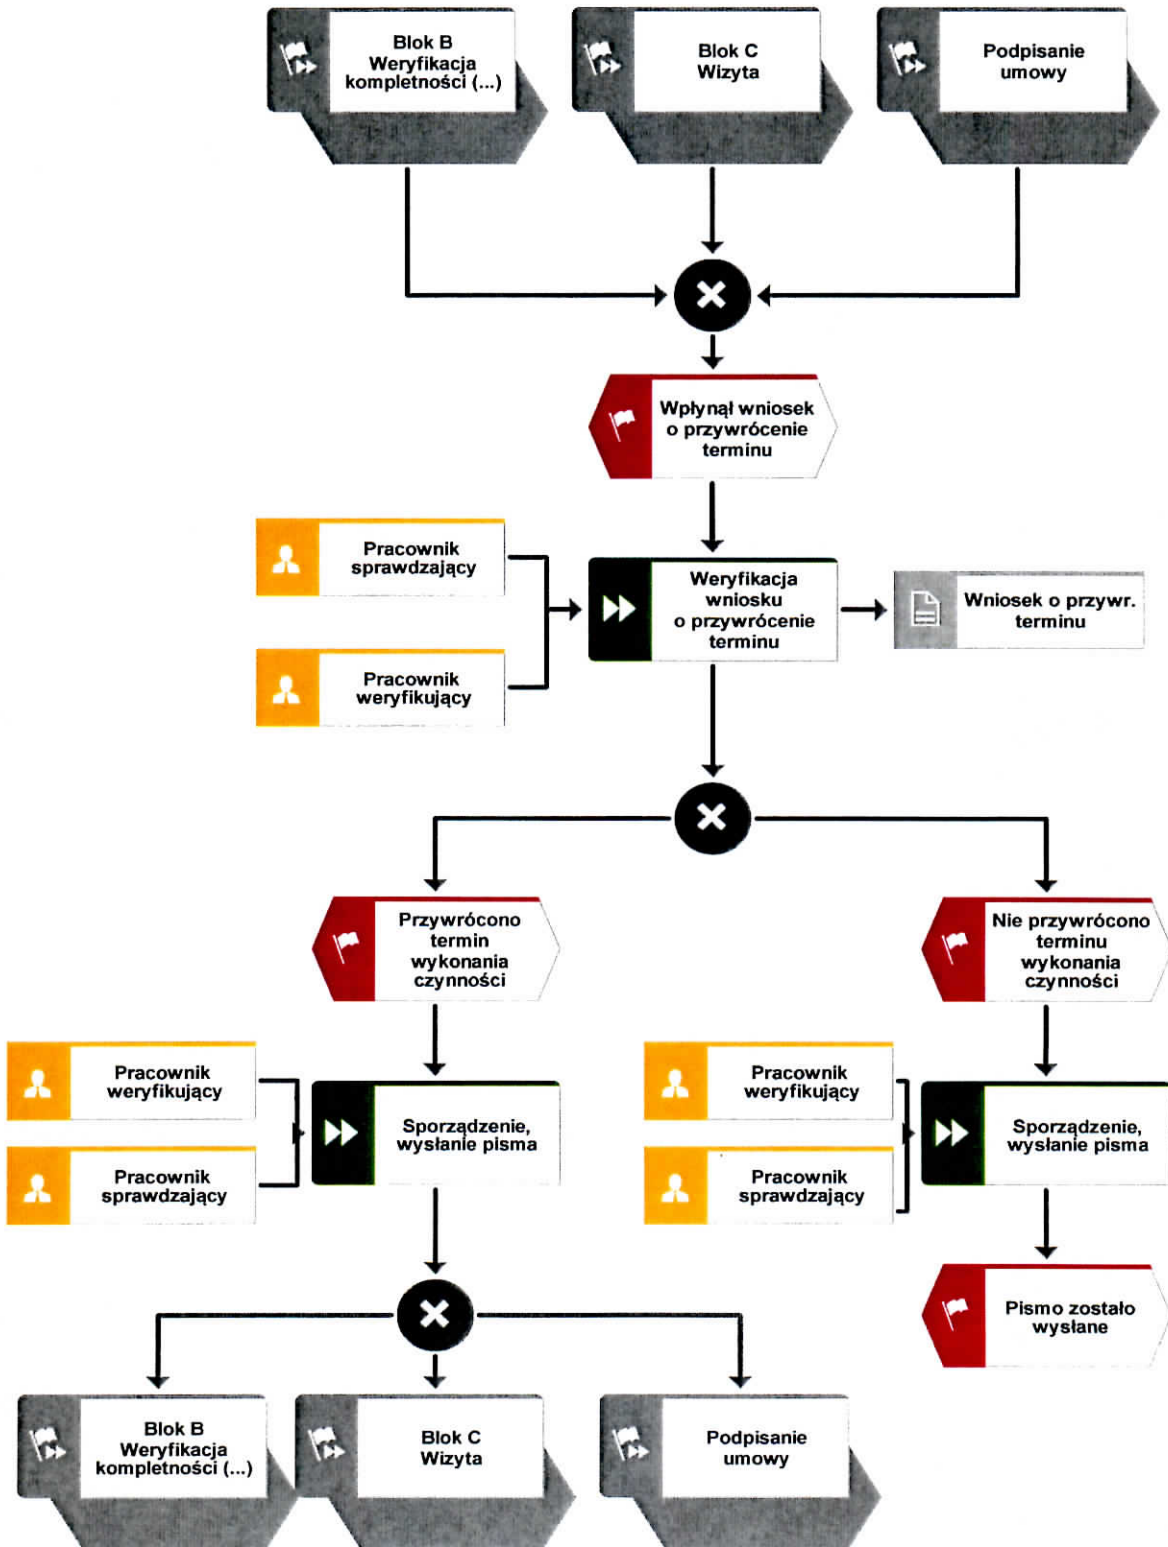 Blok B
Weryfikacja
kompletności (...)
Blok C
Wizyta
Podpisanie
umowy
Wpłynął wniosek
o przywrócenie
terminu
Pracownik
sprawdzający
Pracownik
weryfikujący
Weryfikacja
wniosku
o przywrócenie
terminu
Wniosek o przywr.
terminu
Przywrócono
termin
wykonania
czynności
Nie przywrócono
terminu
wykonania
czynności
Pracownik
weryfikujący
Pracownik
sprawdzający
Sporządzenie,
wysłanie pisma
Pracownik
weryfikujący
Pracownik
sprawdzający
Sporządzenie,
wysłanie pisma
Pismo zostało
wysłane
Blok B
Weryfikacja
kompletności (...)
Blok C
Wizyta
Podpisanie
umowy